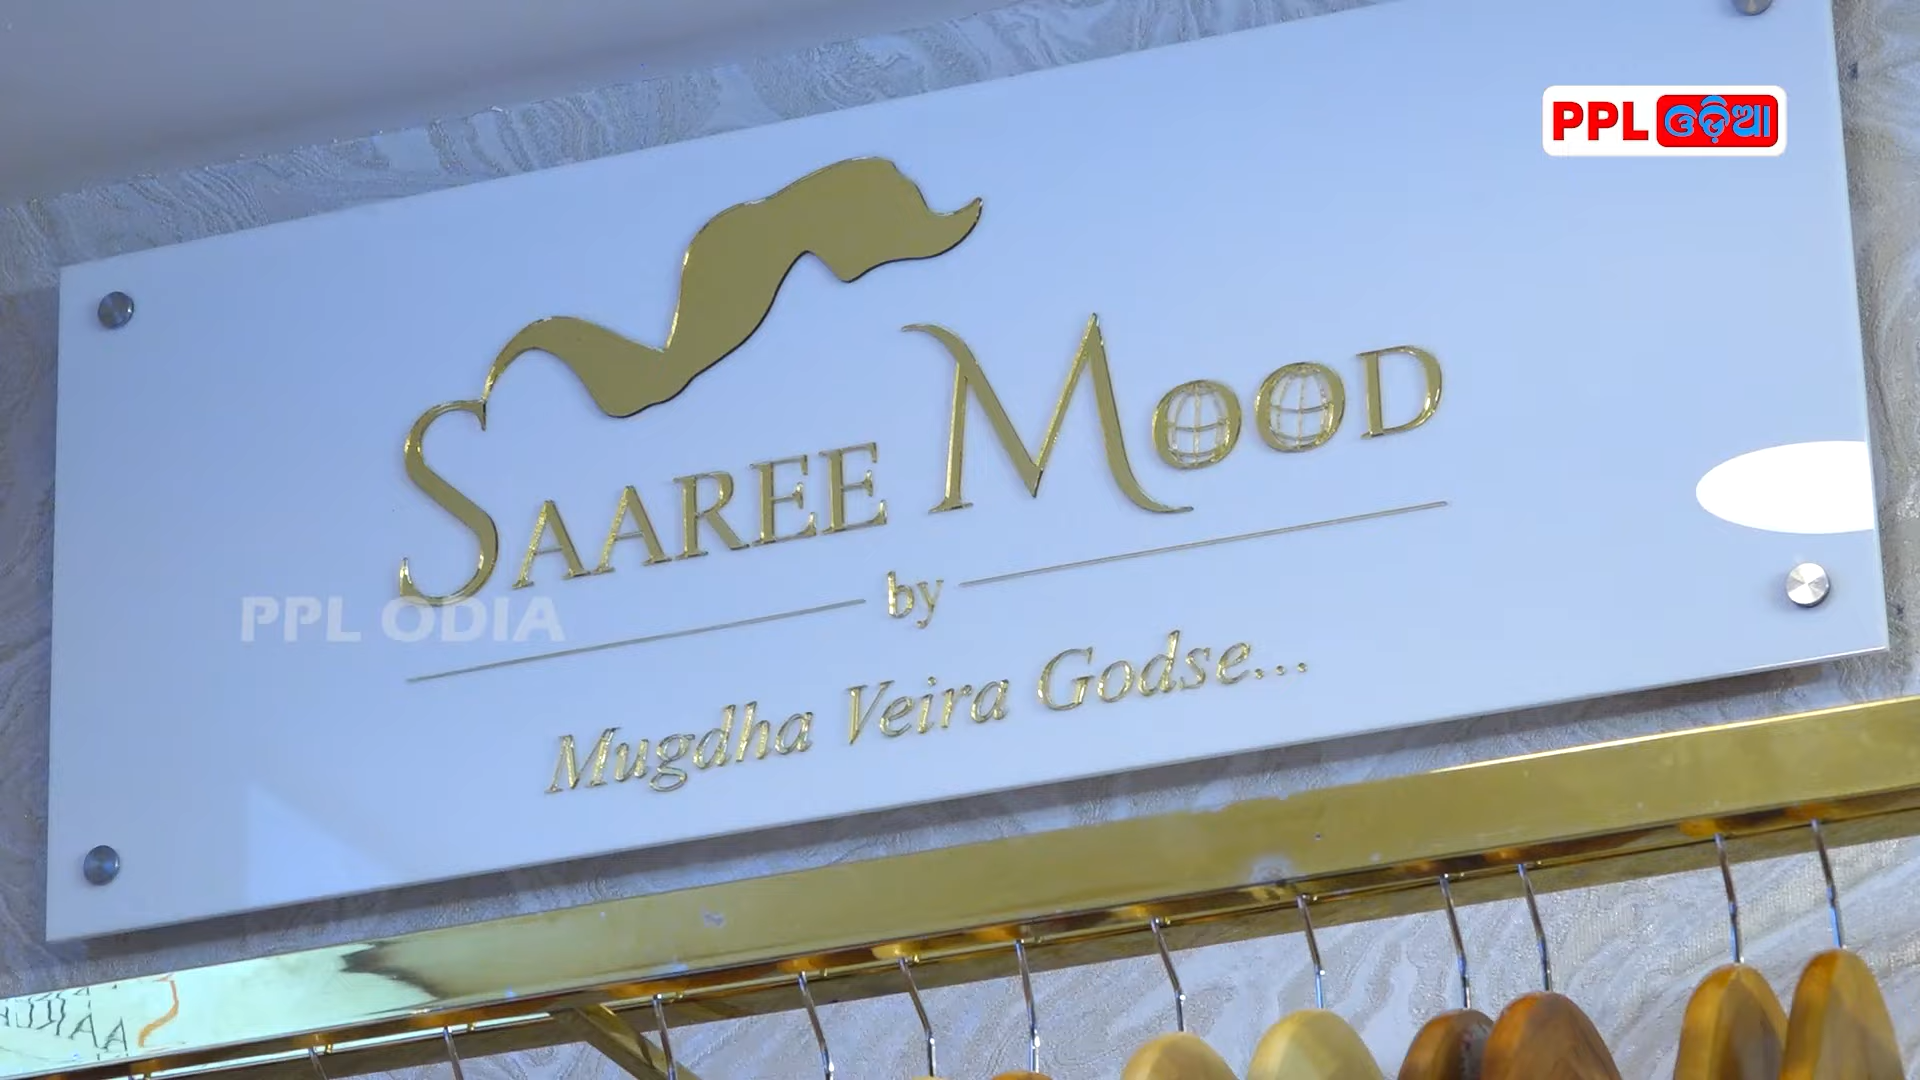 PPL ଓଡ଼ିଆ
SAAREE MOOD
by
PPL ODIA
Mugdha Veira Godse...